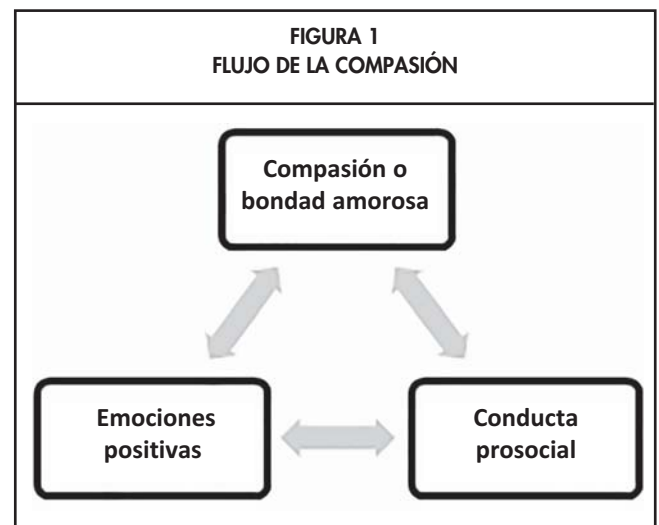 FIGURA 1
FLUJO DE LA COMPASIÓN
Compasión o
bondad amorosa
Emociones
positivas
Conducta
prosocial